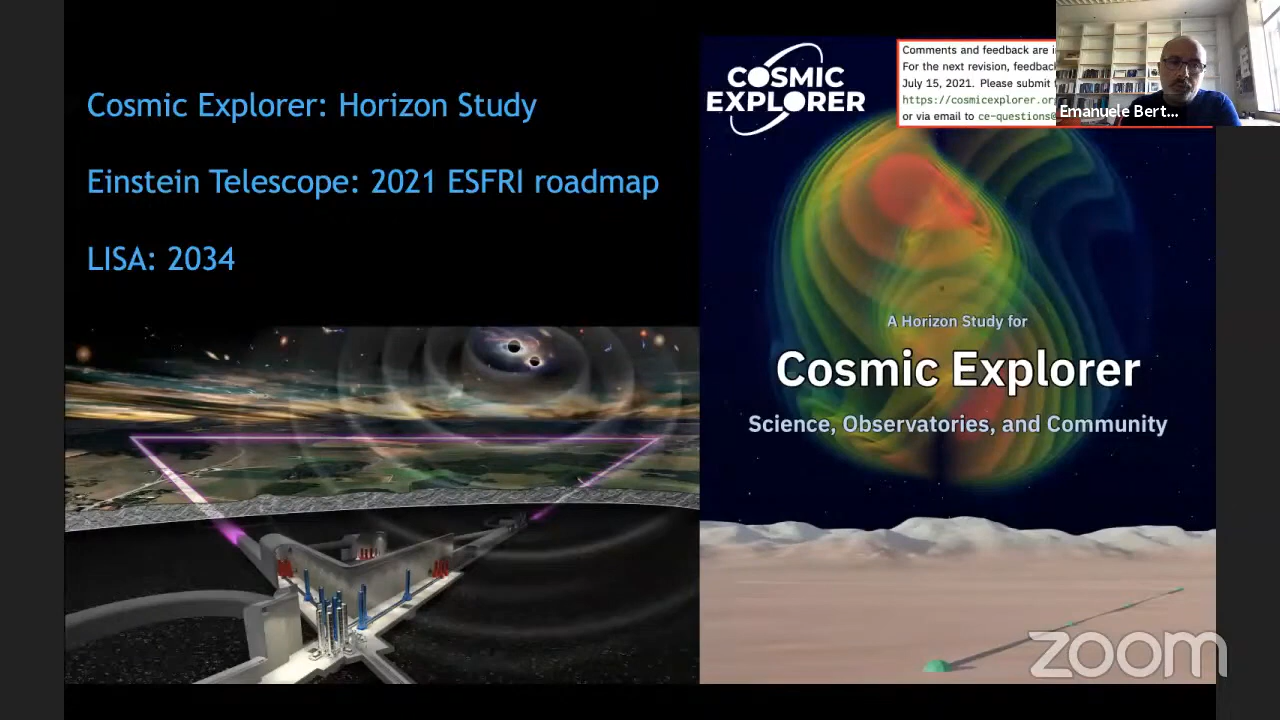 Cosmic Explorer: Horizon Study
Einstein Telescope: 2021 ESFRI roadmap
LISA: 2034
COSMIC
EXPLORER
Comments and feedback are
For the next revision, feedback
July 15, 2021. Please submit
https://cosmicexplorer.org
or via email to ce-questions@
Emanuele Bert...
A Horizon Study for
Cosmic Explorer
Science, Observatories, and Community
zoom